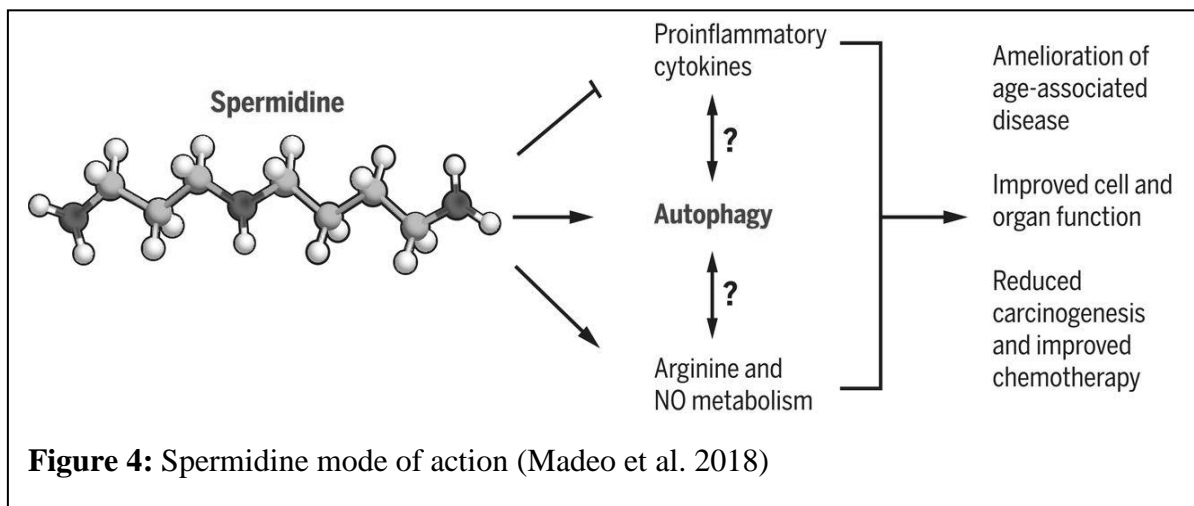 Spermidine
Proinflammatory
cytokines
?
Autophagy
?
Arginine and
NO metabolism
Amelioration of
age-associated
disease
Improved cell and
organ function
Reduced
carcinogenesis
and improved
chemotherapy
Figure 4: Spermidine mode of action (Madeo et al. 2018)